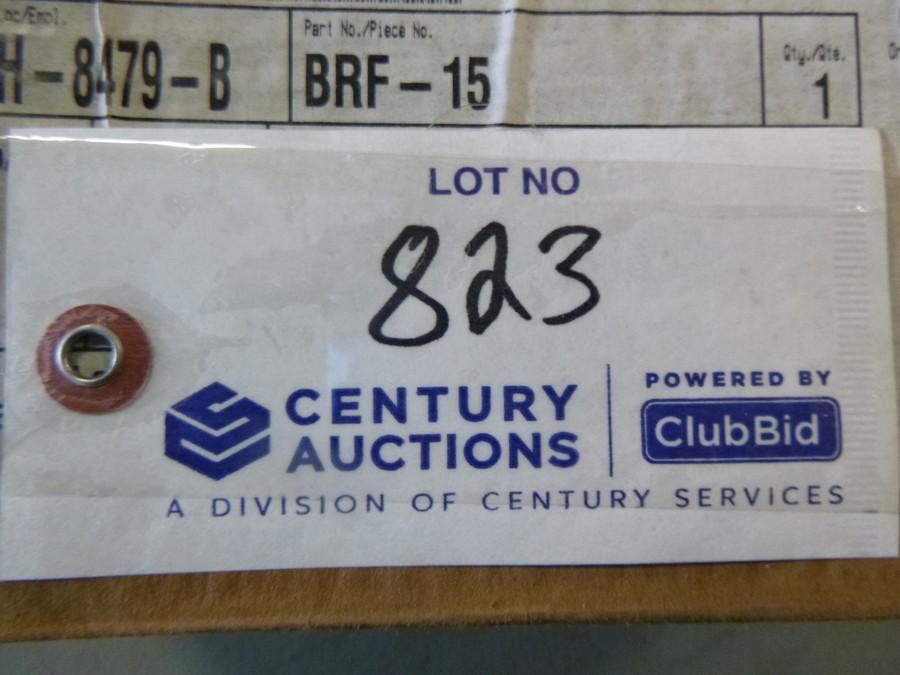 Part No./Piece No.
Qty./Qte.
H-8479-B
BRF-15
1
LOT NO
823
CENTURY
AUCTIONS
POWERED BY
ClubBid
A DIVISION OF CENTURY SERVICES